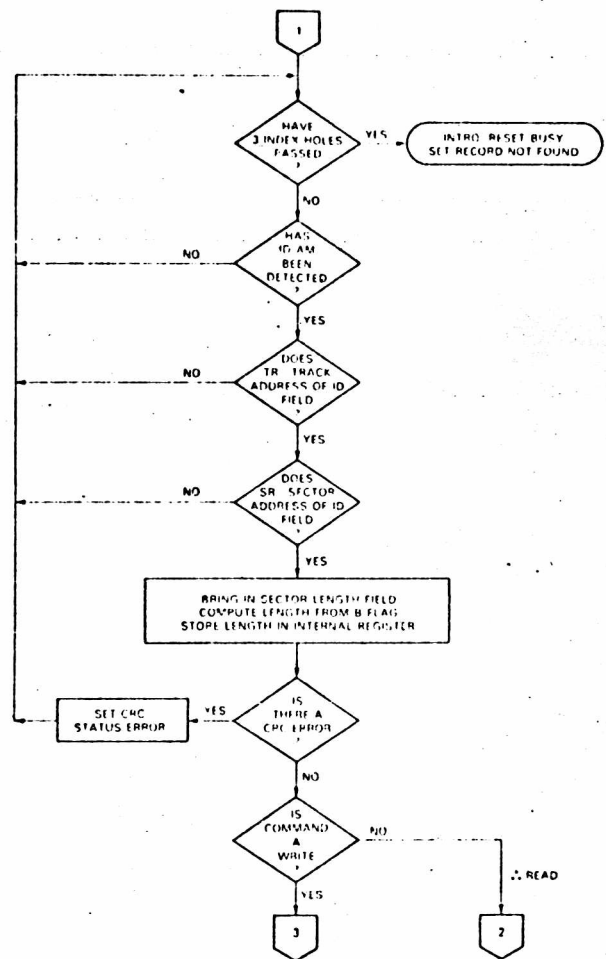 1
HAVE
3 INDEX HOLES
PASSED
?
YES
INTRQ, RESET BUSY
SET RECORD NOT FOUND
NO
HAS
ID AM
BEEN
DETECTED
?
NO
YES
DOES
TR TRACK
ADDRESS OF ID
FIELD
?
NO
YES
DOES
SR SECTOR
ADDRESS OF ID
FIELD
?
NO
YES
BRING IN SECTOR LENGTH FIELD
COMPUTE LENGTH FROM B FLAG
STORE LENGTH IN INTERNAL REGISTER
IS
THERE A
CRC ERROR
?
YES
SET CRC
STATUS ERROR
NO
IS
COMMAND
A
WRITE
?
NO
∴ READ
YES
3
2